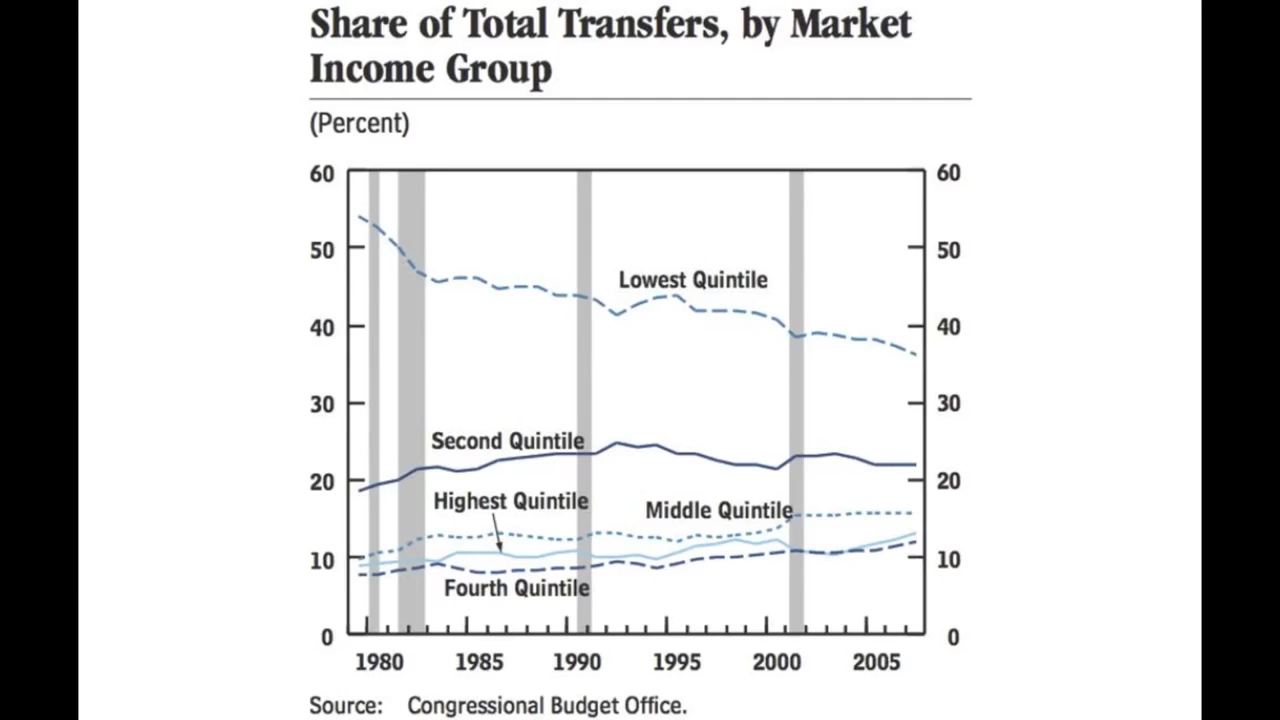 Share of Total Transfers, by Market
Income Group
(Percent)
60 60
50 50
Lowest Quintile
40 40
30 30
Second Quintile
20 20
Highest Quintile
Middle Quintile
10 10
Fourth Quintile
0 0
1980 1985 1990 1995 2000 2005
Source: Congressional Budget Office.